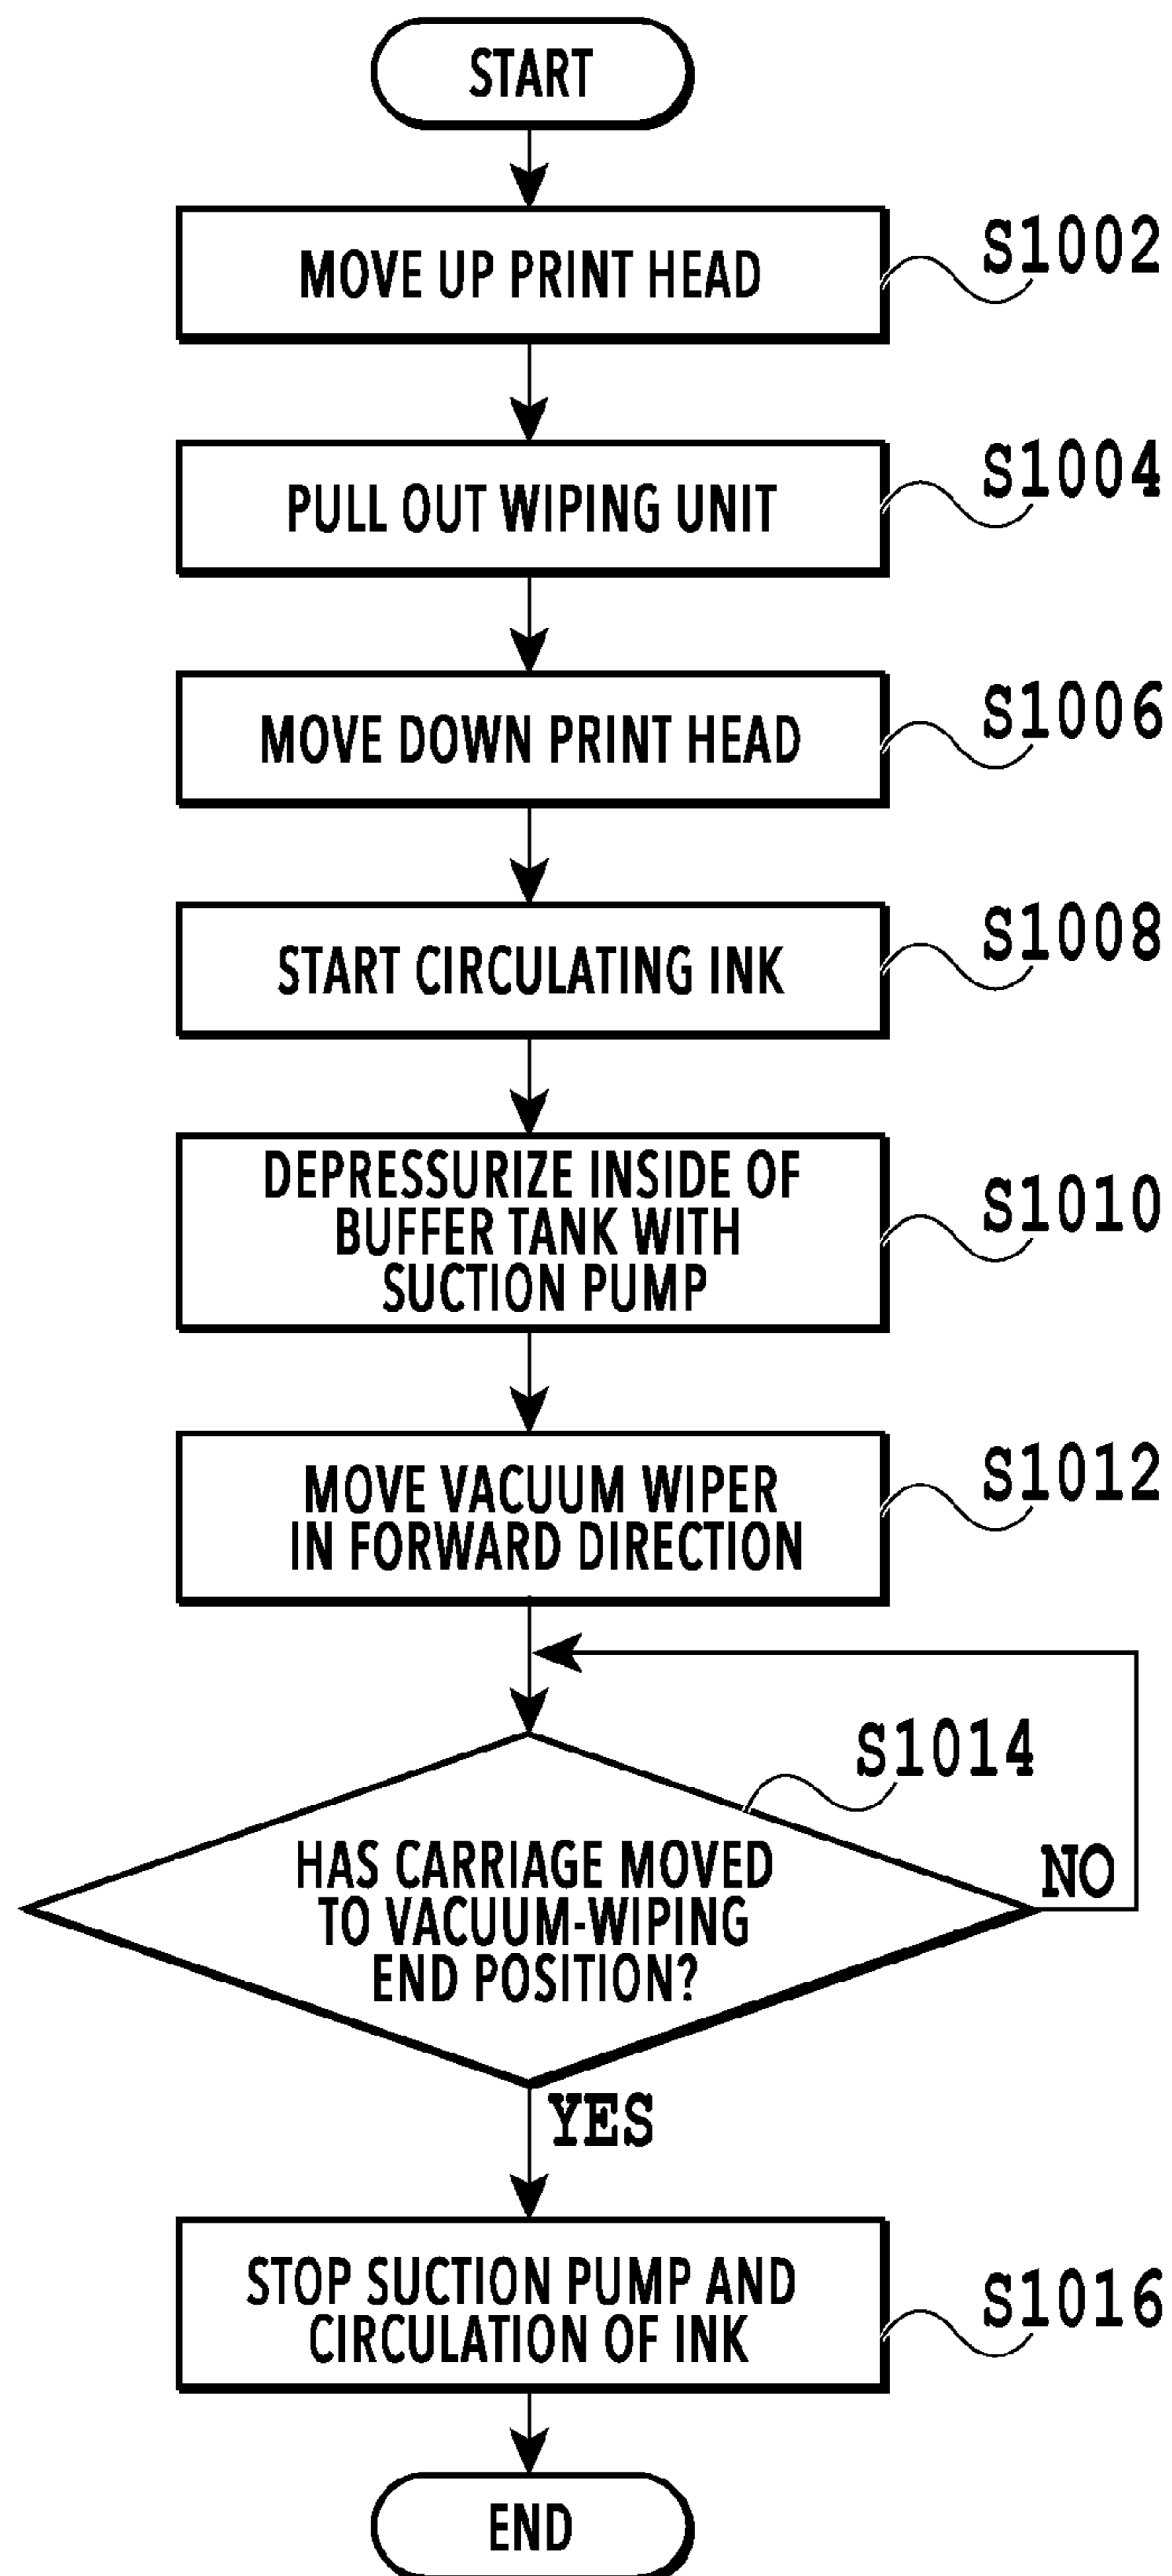 START
MOVE UP PRINT HEAD
S1002
PULL OUT WIPING UNIT
S1004
MOVE DOWN PRINT HEAD
S1006
START CIRCULATING INK
S1008
DEPRESSURIZE INSIDE OF
BUFFER TANK WITH
SUCTION PUMP
S1010
MOVE VACUUM WIPER
IN FORWARD DIRECTION
S1012
S1014
HAS CARRIAGE MOVED
TO VACUUM-WIPING
END POSITION?
NO
YES
STOP SUCTION PUMP AND
CIRCULATION OF INK
S1016
END